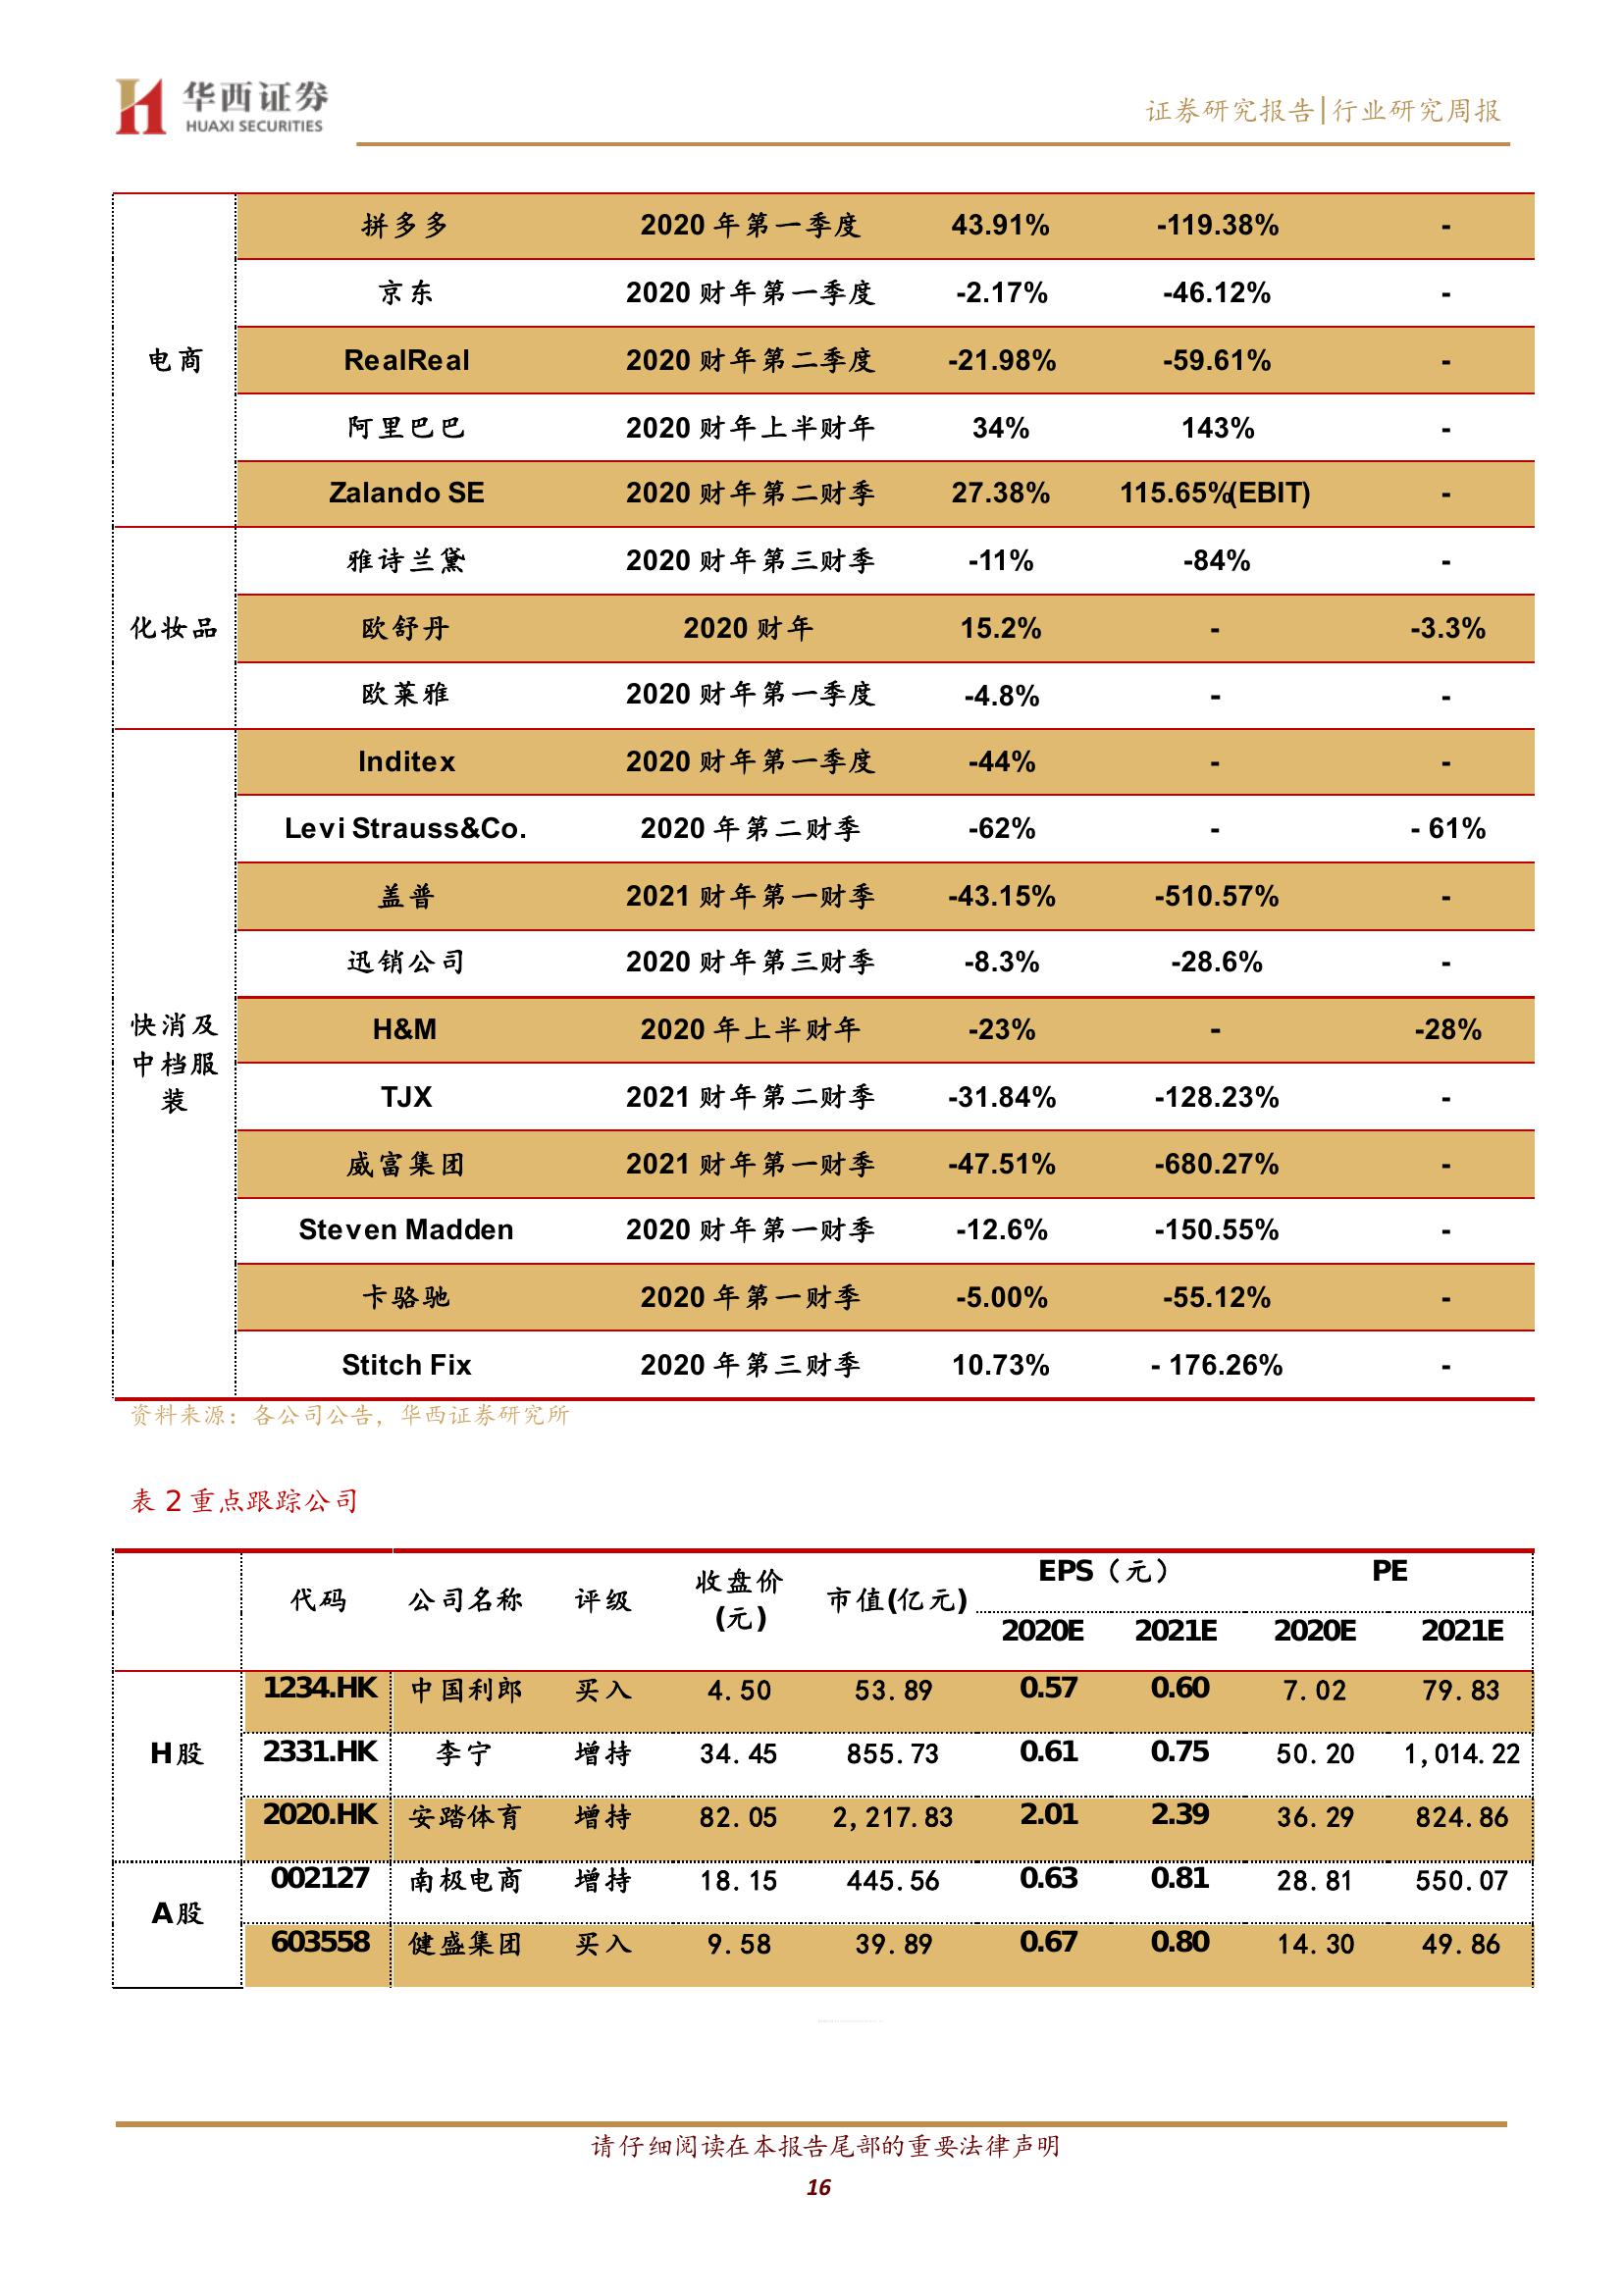 华西证券
HUAXI SECURITIES
证券研究报告|行业研究周报
电商
拼多多 2020 年第一季度 43.91% -119.38% -
京东 2020 财年第一季度 -2.17% -46.12% -
RealReal 2020 财年第二季度 -21.98% -59.61% -
阿里巴巴 2020 财年上半财年 34% 143% -
Zalando SE 2020 财年第二财季 27.38% 115.65%(EBIT) -
化妆品
雅诗兰黛 2020 财年第三财季 -11% -84% -
欧舒丹 2020 财年 15.2% - -3.3%
欧莱雅 2020 财年第一季度 -4.8% - -
快消及
中档服
装
Inditex 2020 财年第一季度 -44% - -
Levi Strauss&Co. 2020 年第二财季 -62% - - 61%
盖普 2021 财年第一财季 -43.15% -510.57% -
迅销公司 2020 财年第三财季 -8.3% -28.6% -
H&M 2020 年上半财年 -23% - -28%
TJX 2021 财年第二财季 -31.84% -128.23% -
威富集团 2021 财年第一财季 -47.51% -680.27% -
Steven Madden 2020 财年第一财季 -12.6% -150.55% -
卡骆驰 2020 年第一财季 -5.00% -55.12% -
Stitch Fix 2020 年第三财季 10.73% - 176.26% -
资料来源：各公司公告，华西证券研究所
表 2 重点跟踪公司
代码 公司名称 评级 收盘价 市值(亿元) EPS（元） PE
(元) 2020E 2021E 2020E 2021E
H股
1234.HK 中国利郎 买入 4.50 53.89 0.57 0.60 7.02 79.83
2331.HK 李宁 增持 34.45 855.73 0.61 0.75 50.20 1,014.22
2020.HK 安踏体育 增持 82.05 2,217.83 2.01 2.39 36.29 824.86
A股
002127 南极电商 增持 18.15 445.56 0.63 0.81 28.81 550.07
603558 健盛集团 买入 9.58 39.89 0.67 0.80 14.30 49.86
请仔细阅读在本报告尾部的重要法律声明
16